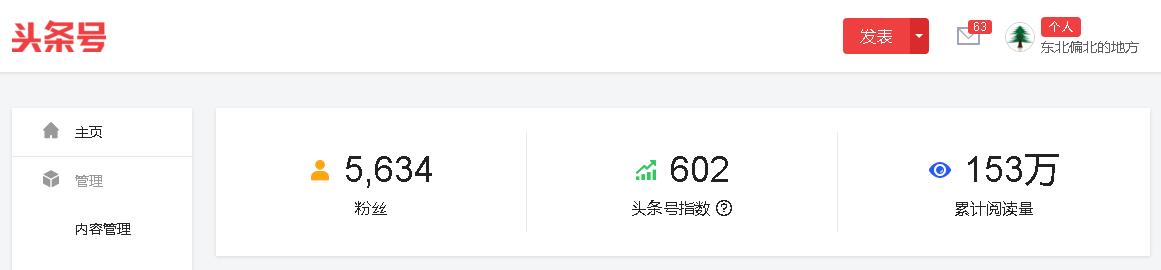 头条号
发表
63
个人
东北偏北的地方
主页
管理
内容管理
5,634
粉丝
602
头条号指数 ?
153万
累计阅读量